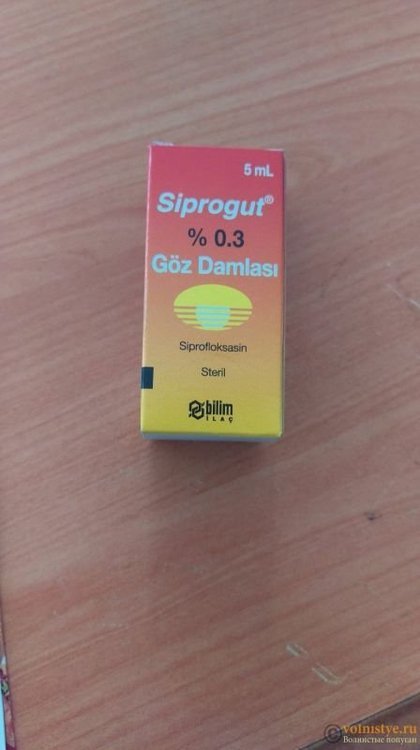 5 mL
Siprogut®
% 0.3
Göz Damlası
Siprofloksasin
Steril
bilim
İLAÇ
volnistye.ru
Волнистые попугаи